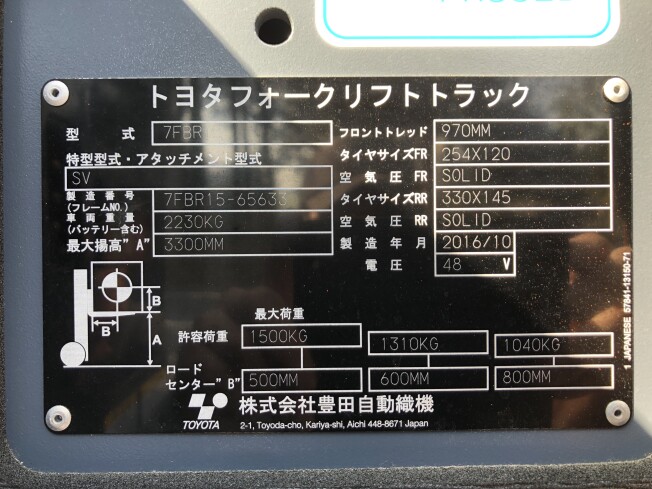 トヨタフォークリフトトラック
型 式 7FBR
特型型式・アタッチメント型式
SV
製造番号
(フレームNO.) 7FBR15-65633
車両重量
(バッテリー含む) 2230KG
最大揚高"A" 3300MM
フロントトレッド 970MM
タイヤサイズFR 254X120
空気圧 FR SOLID
タイヤサイズRR 330X145
空気圧 RR SOLID
製造年月 2016/10
電圧 48 V
B
B
A
最大荷重
許容荷重 1500KG 1310KG 1040KG
ロード
センター"B" 500MM 600MM 800MM
TOYOTA
株式会社豊田自動織機
2-1, Toyoda-cho, Kariya-shi, Aichi 448-8671 Japan
1 JAPANESE 57841-13150-71